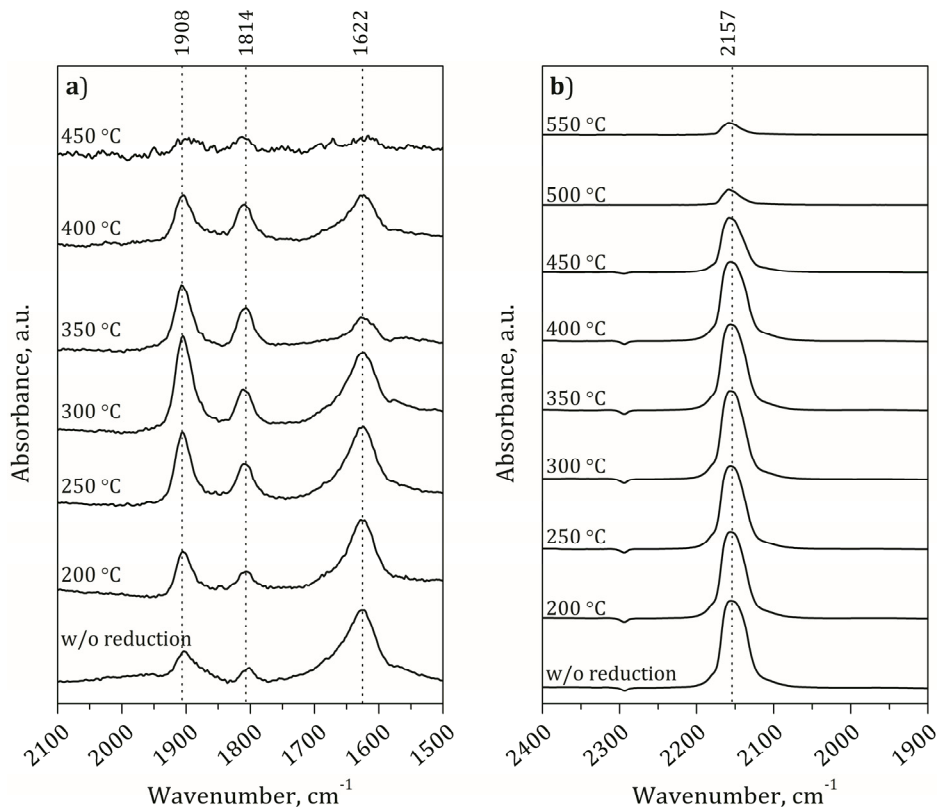 1908
1814
1622
2157
a)
450 °C
400 °C
350 °C
300 °C
250 °C
200 °C
w/o reduction
Absorbance, a.u.
2100
2000
1900
1800
1700
1600
1500
Wavenumber, cm⁻¹
b)
550 °C
500 °C
450 °C
400 °C
350 °C
300 °C
250 °C
200 °C
w/o reduction
Absorbance, a.u.
2400
2300
2200
2100
2000
1900
Wavenumber, cm⁻¹